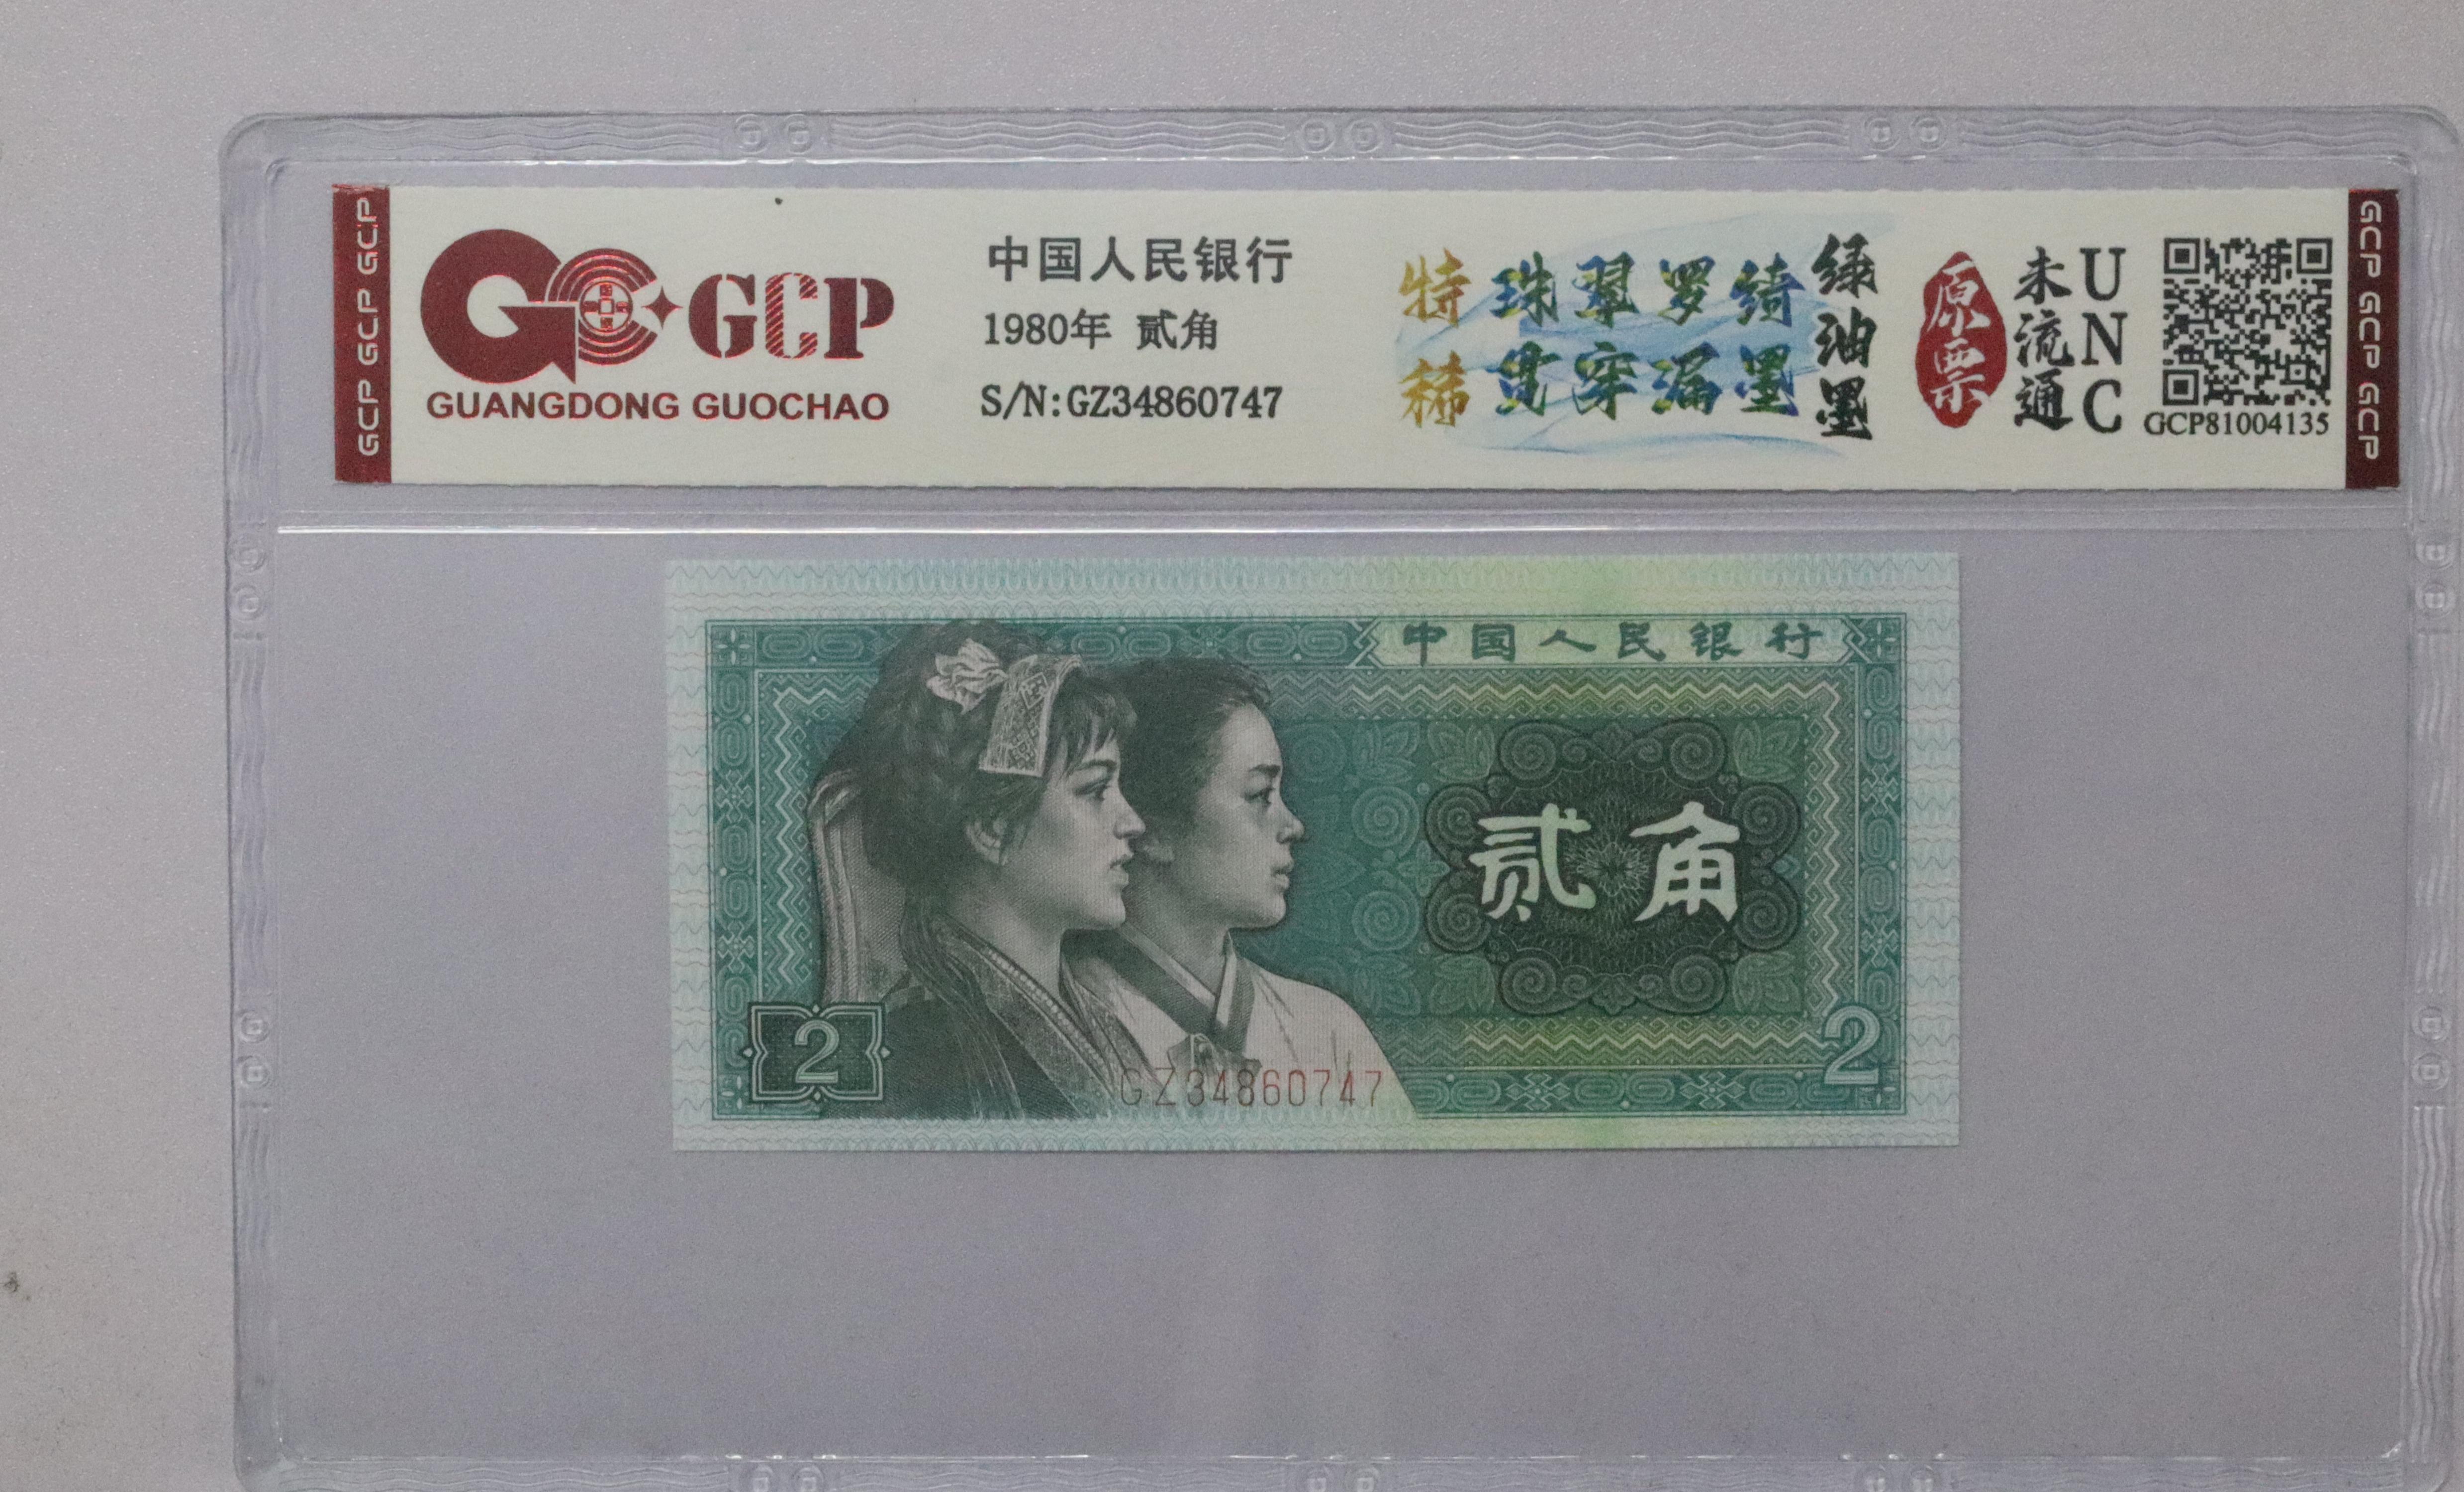 GCP GCP GCP
GCP
GUANGDONG GUOCHAO
中国人民银行
1980年 贰角
S/N:GZ34860747
特稀
珠翠罗绮
贯穿漏墨
绿油墨
原票
未流通
UNC
GCP81004135
GCP GCP GCP
中国人民银行
贰角
2
2
GZ34860747